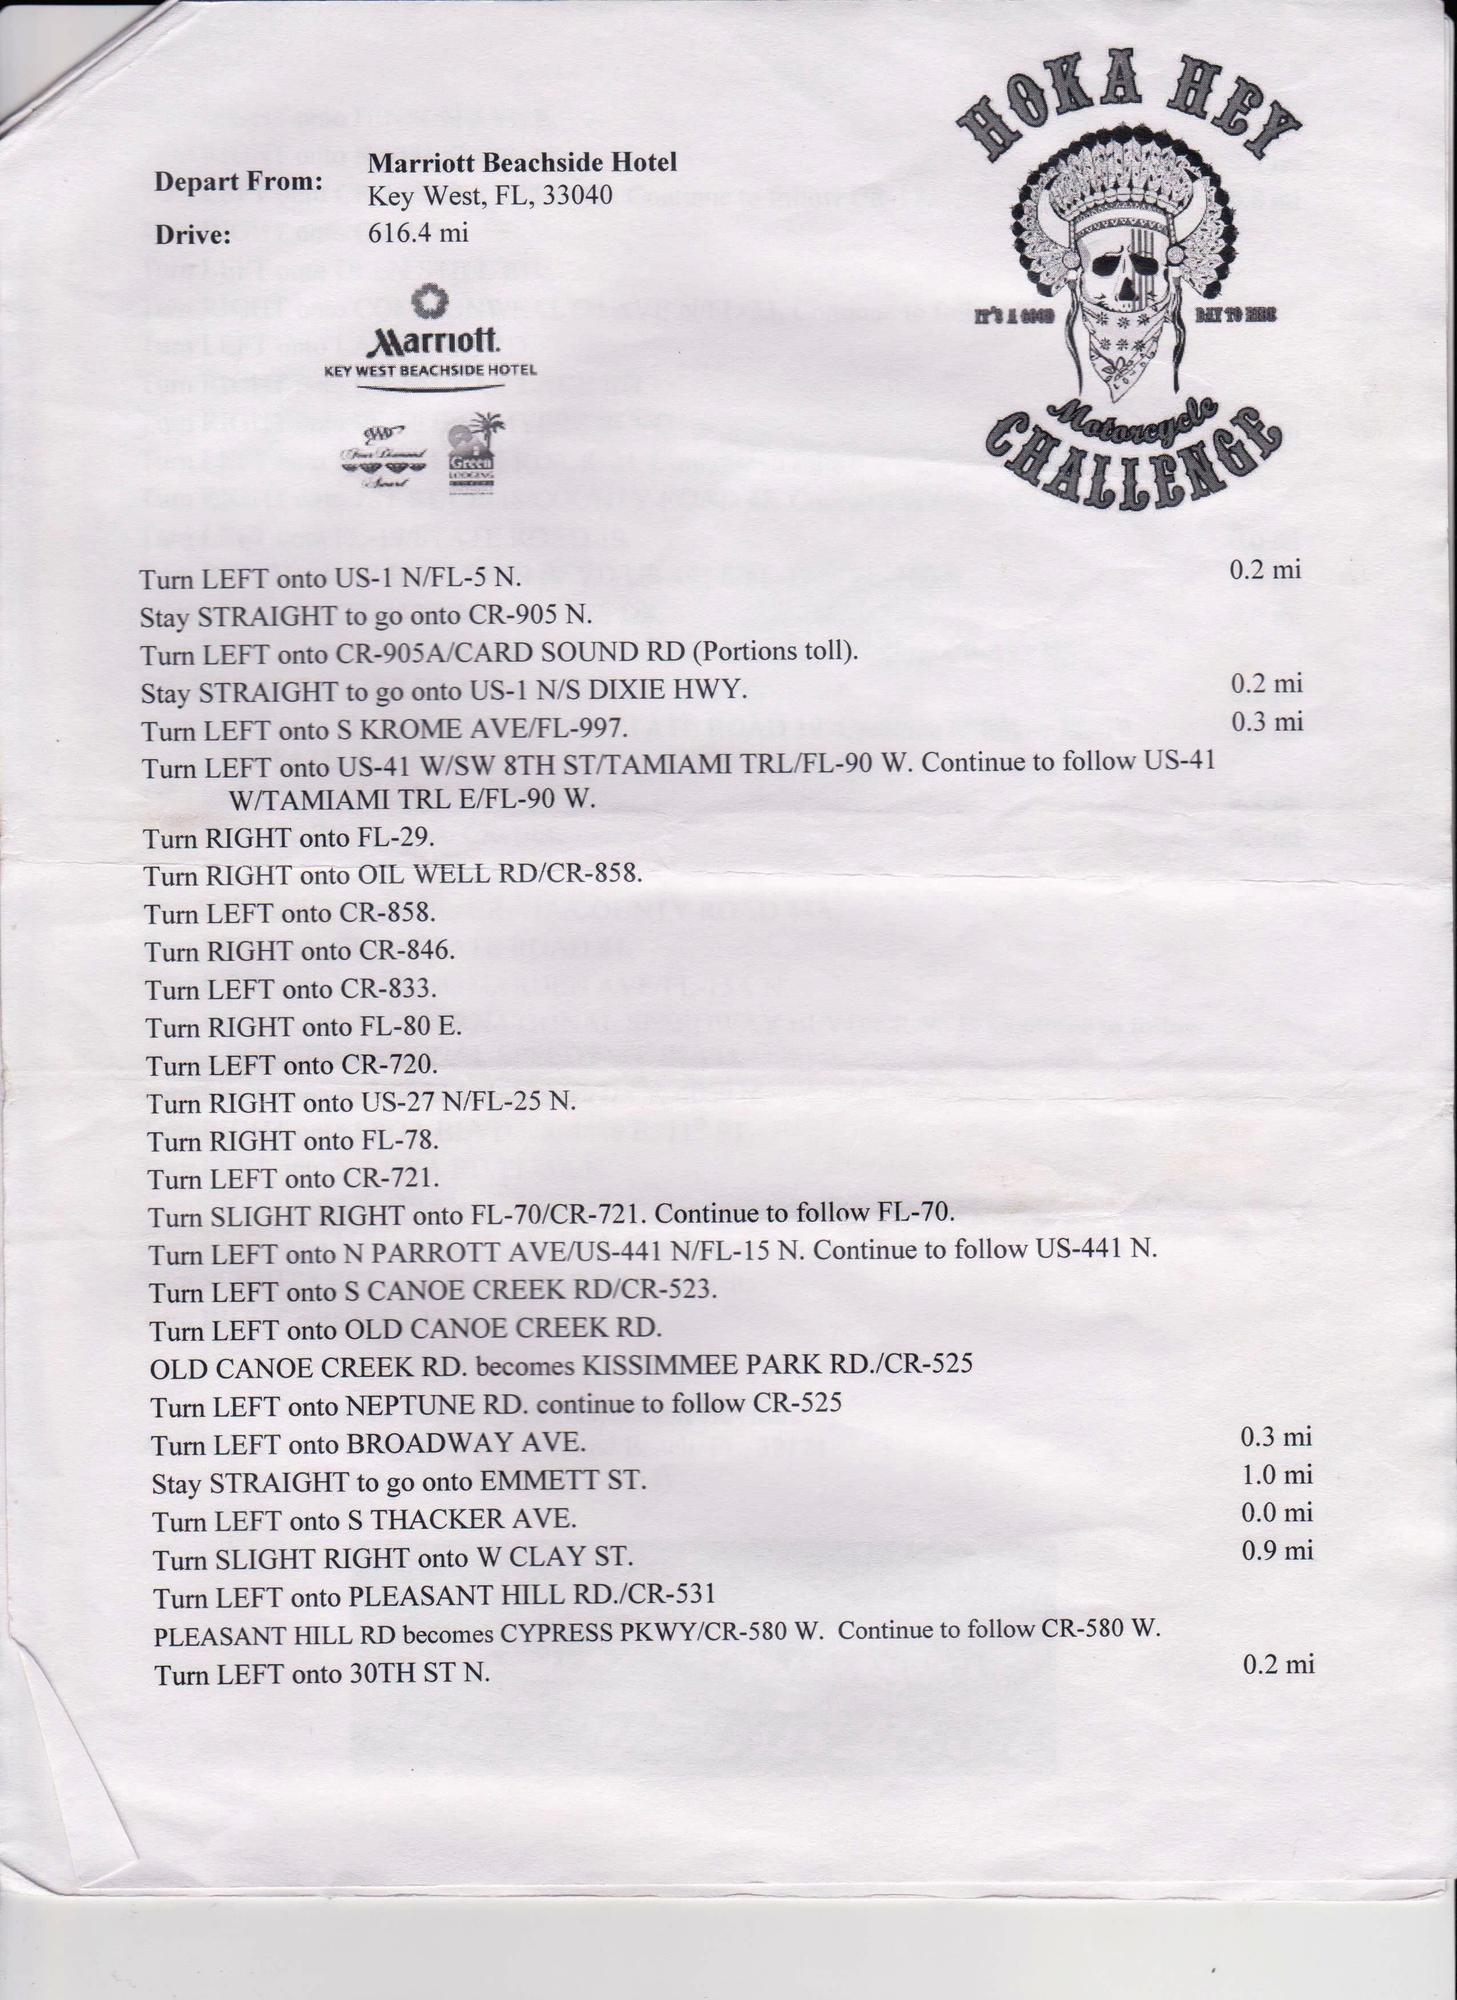 HOKA HEY
Depart From:
Marriott Beachside Hotel
Key West, FL, 33040
Drive:
616.4 mi
IT'S A GOOD DAY TO RIDE
Marriott.
KEY WEST BEACHSIDE HOTEL
Motorcycle
CHALLENGE
AAA
Four Diamond
Award
Green
LODGING
Turn LEFT onto US-1 N/FL-5 N. 0.2 mi
Stay STRAIGHT to go onto CR-905 N.
Turn LEFT onto CR-905A/CARD SOUND RD (Portions toll).
Stay STRAIGHT to go onto US-1 N/S DIXIE HWY. 0.2 mi
Turn LEFT onto S KROME AVE/FL-997. 0.3 mi
Turn LEFT onto US-41 W/SW 8TH ST/TAMIAMI TRL/FL-90 W. Continue to follow US-41
W/TAMIAMI TRL E/FL-90 W.
Turn RIGHT onto FL-29.
Turn RIGHT onto OIL WELL RD/CR-858.
Turn LEFT onto CR-858.
Turn RIGHT onto CR-846.
Turn LEFT onto CR-833.
Turn RIGHT onto FL-80 E.
Turn LEFT onto CR-720.
Turn RIGHT onto US-27 N/FL-25 N.
Turn RIGHT onto FL-78.
Turn LEFT onto CR-721.
Turn SLIGHT RIGHT onto FL-70/CR-721. Continue to follow FL-70.
Turn LEFT onto N PARROTT AVE/US-441 N/FL-15 N. Continue to follow US-441 N.
Turn LEFT onto S CANOE CREEK RD/CR-523.
Turn LEFT onto OLD CANOE CREEK RD.
OLD CANOE CREEK RD. becomes KISSIMMEE PARK RD./CR-525
Turn LEFT onto NEPTUNE RD. continue to follow CR-525
Turn LEFT onto BROADWAY AVE. 0.3 mi
Stay STRAIGHT to go onto EMMETT ST. 1.0 mi
Turn LEFT onto S THACKER AVE. 0.0 mi
Turn SLIGHT RIGHT onto W CLAY ST. 0.9 mi
Turn LEFT onto PLEASANT HILL RD./CR-531
PLEASANT HILL RD becomes CYPRESS PKWY/CR-580 W. Continue to follow CR-580 W.
Turn LEFT onto 30TH ST N. 0.2 mi